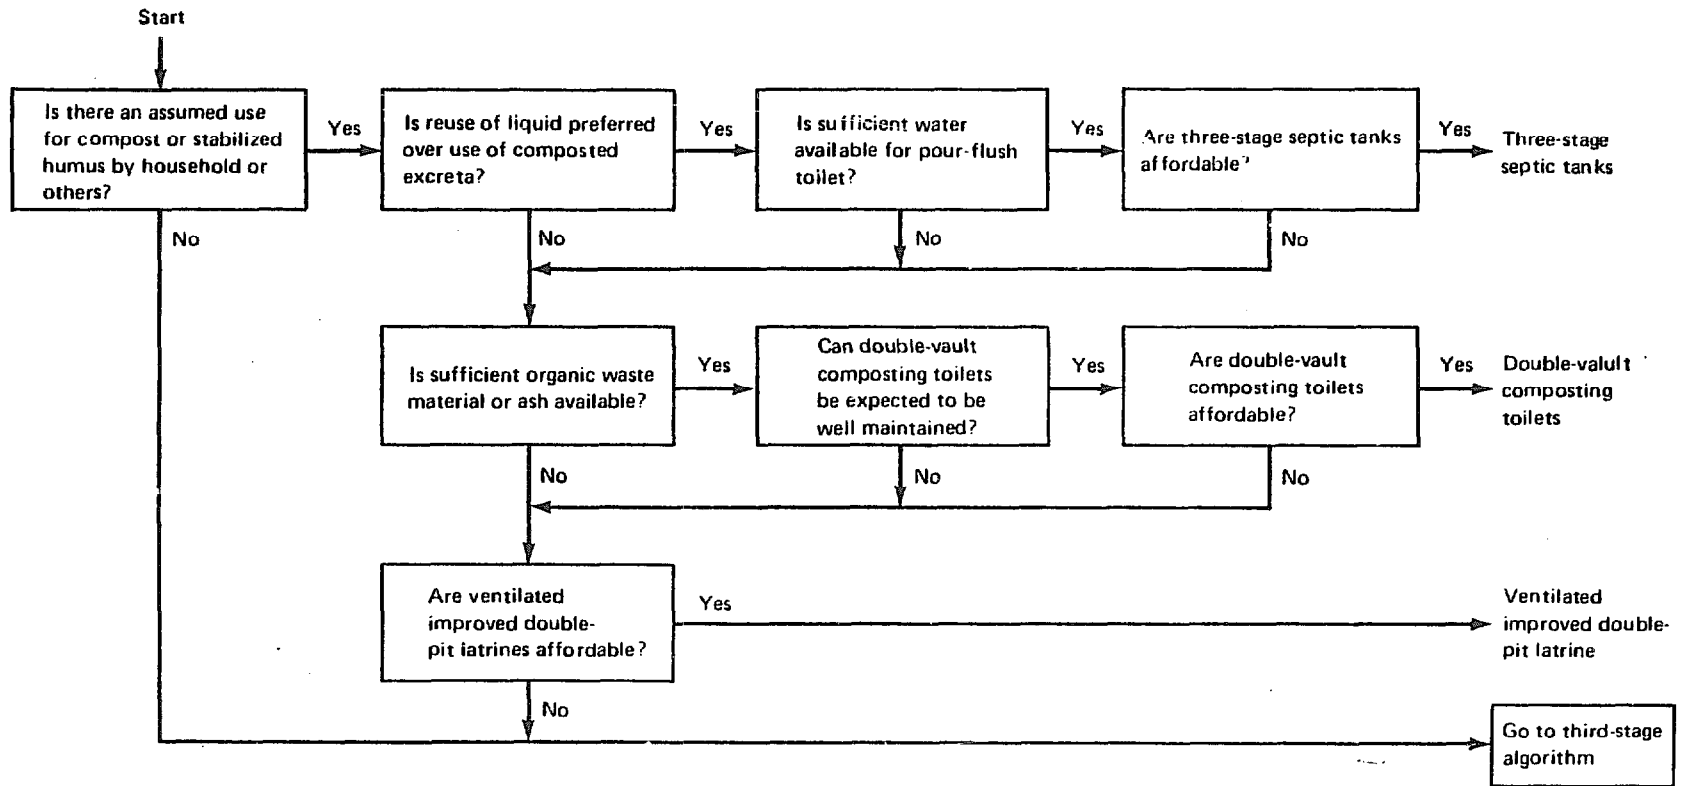 Start
Is there an assumed use
for compost or stabilized
humus by household or
others?
Yes
Is reuse of liquid preferred
over use of composted
excreta?
Yes
Is sufficient water
available for pour-flush
toilet?
Yes
Are three-stage septic tanks
affordable?
Yes
Three-stage
septic tanks
No
No
No
No
Is sufficient organic waste
material or ash available?
Yes
Can double-vault
composting toilets
be expected to be
well maintained?
Yes
Are double-vault
composting toilets
affordable?
Yes
Double-valult
composting
toilets
No
No
No
Are ventilated
improved double-
pit latrines affordable?
Yes
Ventilated
improved double-
pit latrine
No
Go to third-stage
algorithm